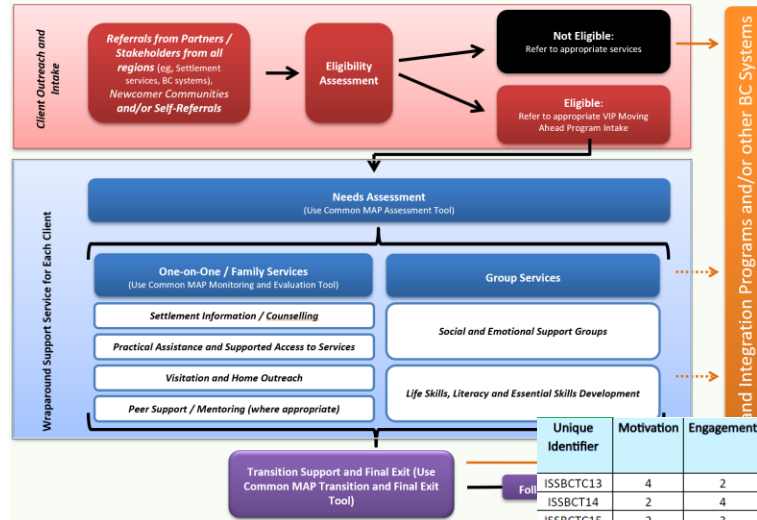 Client Outreach and
Intake
Referrals from Partners /
Stakeholders from all
regions (eg, Settlement
services, BC systems),
Newcomer Communities
and/or Self-Referrals
Eligibility
Assessment
Not Eligible:
Refer to appropriate services
Eligible:
Refer to appropriate VIP Moving
Ahead Program Intake
and Integration Programs and/or other BC Systems
Wraparound Support Service for Each Client
Needs Assessment
(Use Common MAP Assessment Tool)
One-on-One / Family Services
(Use Common MAP Monitoring and Evaluation Tool)
Settlement Information / Counselling
Practical Assistance and Supported Access to Services
Visitation and Home Outreach
Peer Support / Mentoring (where appropriate)
Group Services
Social and Emotional Support Groups
Life Skills, Literacy and Essential Skills Development
Transition Support and Final Exit (Use
Common MAP Transition and Final Exit
Tool)
Foll
Unique
Identifier
Motivation
Engagement
ISSBCTC13 4 2
ISSBCT14 2 4